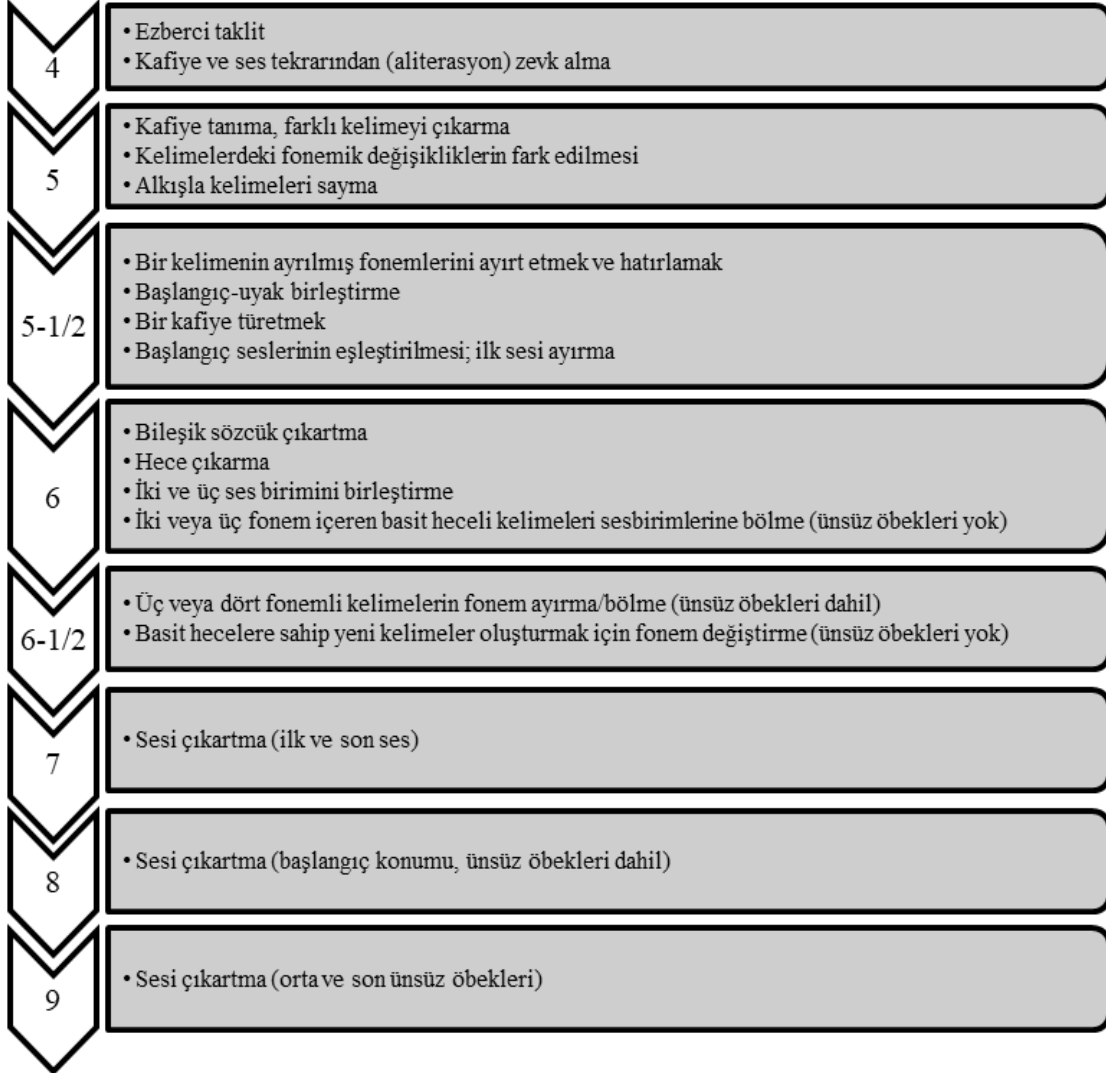 4
• Ezberci taklit
• Kafiye ve ses tekrarından (aliterasyon) zevk alma
5
• Kafiye tanıma, farklı kelimeyi çıkarma
• Kelimelerdeki fonemik değişikliklerin fark edilmesi
• Alkışla kelimeleri sayma
5-1/2
• Bir kelimenin ayrılmış fonemlerini ayırt etmek ve hatırlamak
• Başlangıç-uyak birleştirme
• Bir kafiye türetmek
• Başlangıç seslerinin eşleştirilmesi; ilk sesi ayırma
6
• Bileşik sözcük çıkartma
• Hece çıkarma
• İki ve üç ses birimini birleştirme
• İki veya üç fonem içeren basit heceli kelimeleri sesbirimlerine bölme (ünsüz öbekleri yok)
6-1/2
• Üç veya dört fonemli kelimelerin fonem ayırma/bölme (ünsüz öbekleri dahil)
• Basit hecelere sahip yeni kelimeler oluşturmak için fonem değiştirme (ünsüz öbekleri yok)
7
• Sesi çıkartma (ilk ve son ses)
8
• Sesi çıkartma (başlangıç konumu, ünsüz öbekleri dahil)
9
• Sesi çıkartma (orta ve son ünsüz öbekleri)